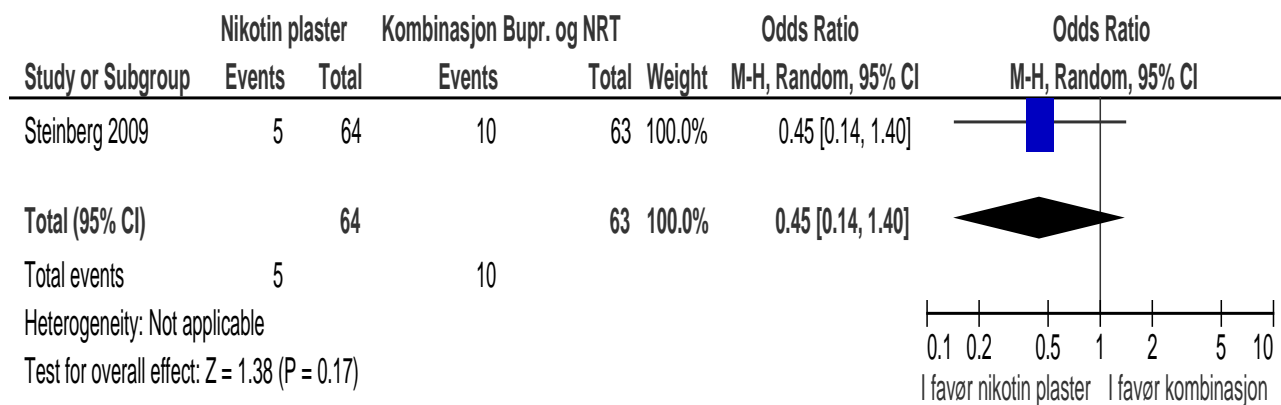 Nikotin plaster Kombinasjon Bupr. og NRT Odds Ratio Odds Ratio
Study or Subgroup Events Total Events Total Weight M-H, Random, 95% CI M-H, Random, 95% CI
Steinberg 2009 5 64 10 63 100.0% 0.45 [0.14, 1.40]
Total (95% CI) 64 63 100.0% 0.45 [0.14, 1.40]
Total events 5 10
Heterogeneity: Not applicable
Test for overall effect: Z = 1.38 (P = 0.17)
0.1 0.2 0.5 1 2 5 10
I favør nikotin plaster I favør kombinasjon